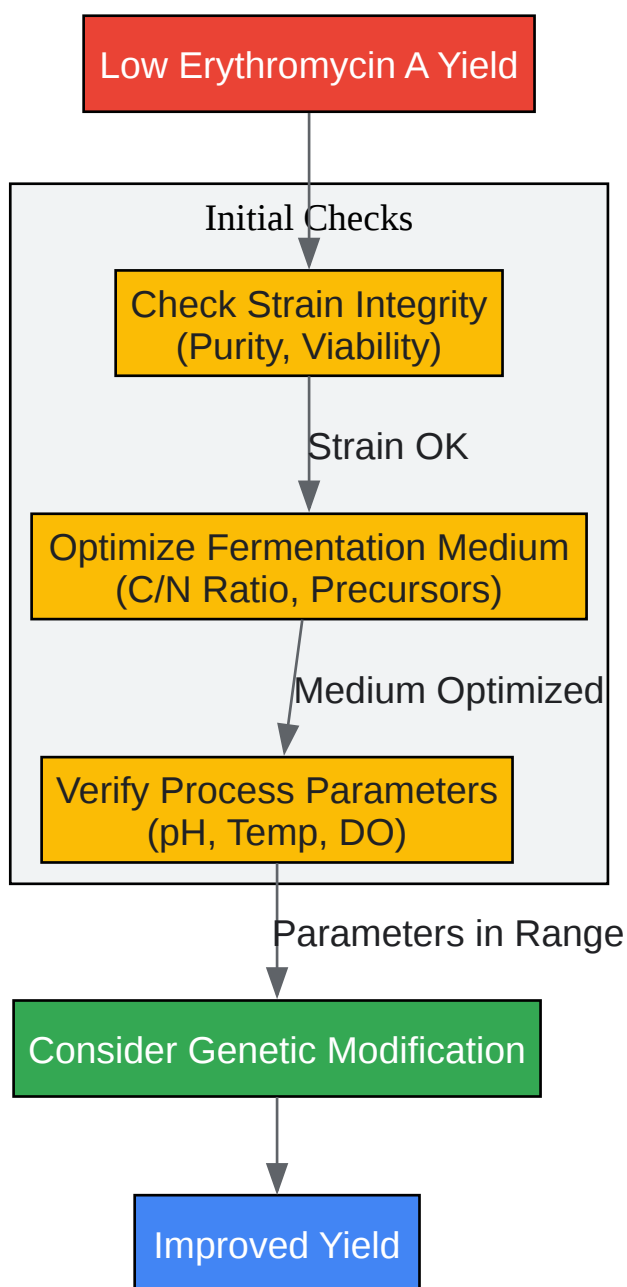 Low Erythromycin A Yield
Initial Checks
Check Strain Integrity
(Purity, Viability)
Strain OK
Optimize Fermentation Medium
(C/N Ratio, Precursors)
Medium Optimized
Verify Process Parameters
(pH, Temp, DO)
Parameters in Range
Consider Genetic Modification
Improved Yield